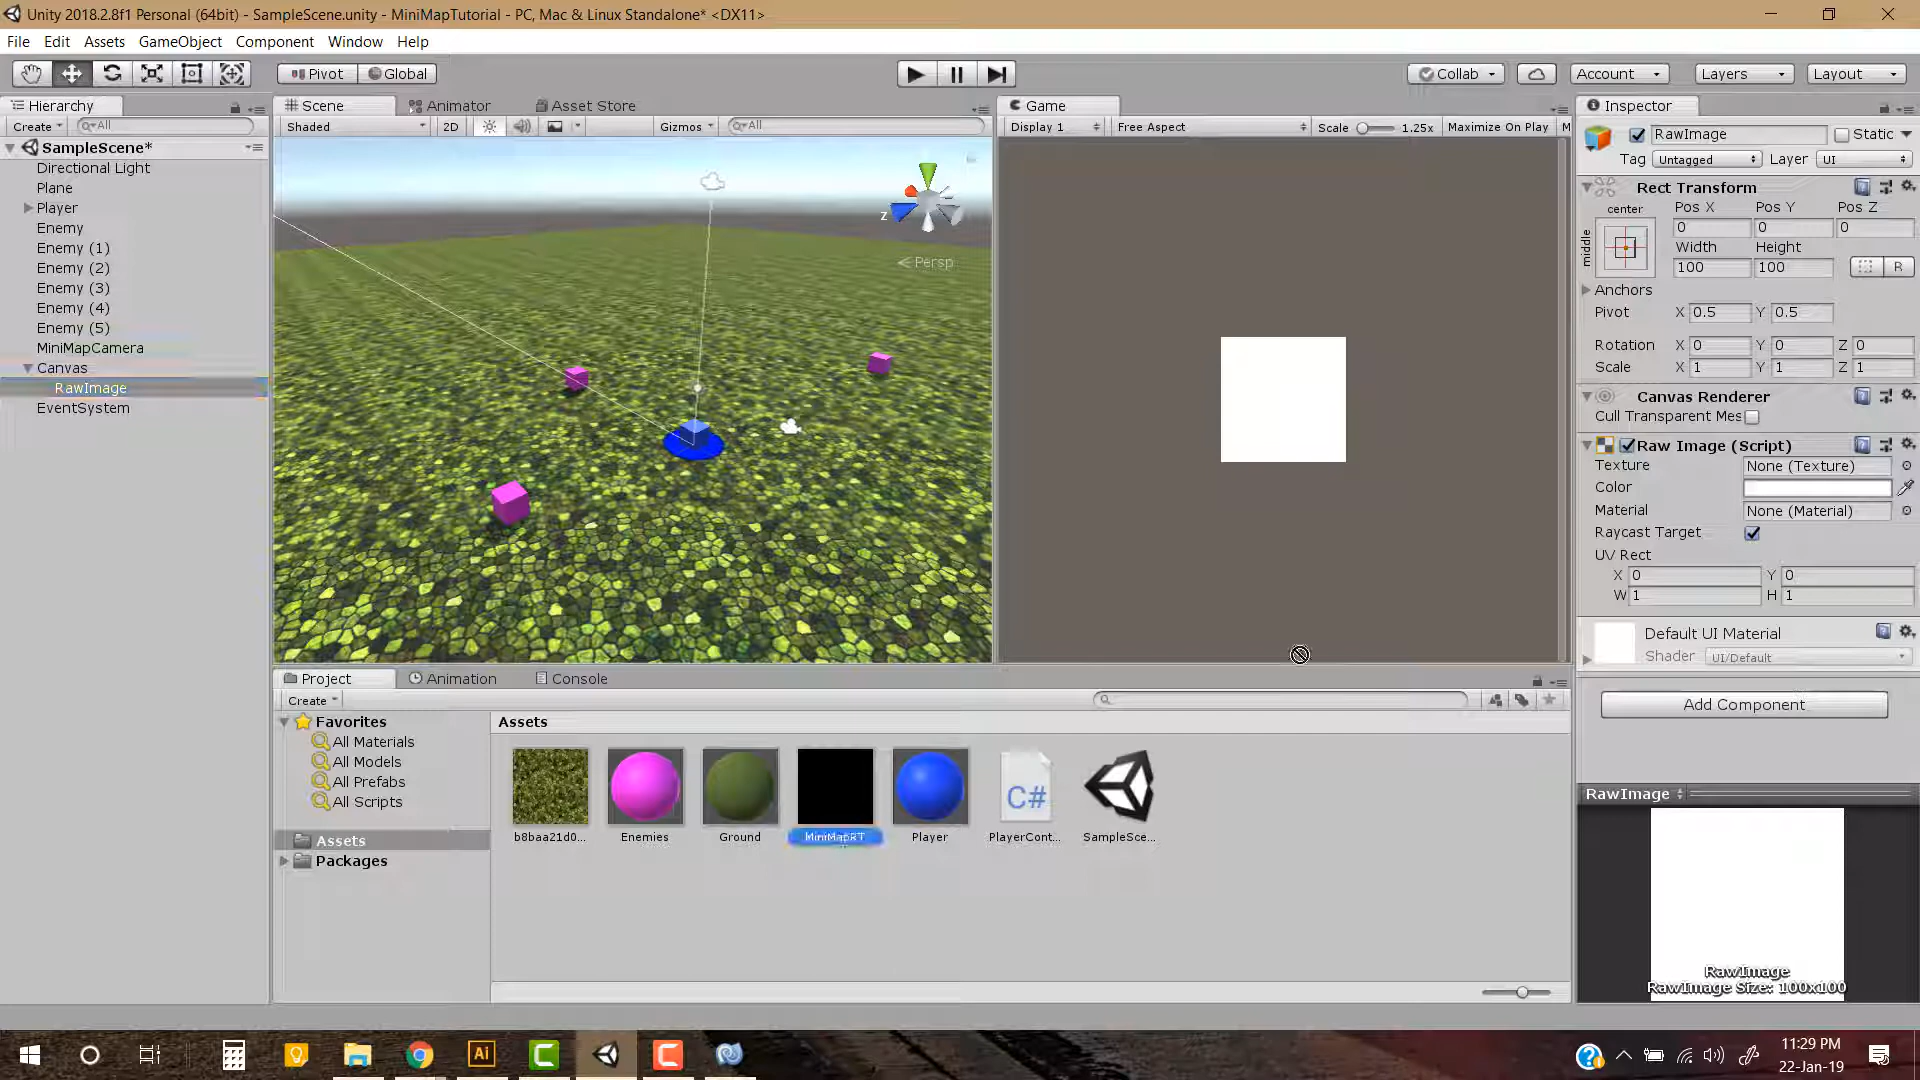 Unity 2018.2.8f1 Personal (64bit) - SampleScene.unity - MiniMapTutorial - PC, Mac & Linux Standalone* <DX11>
File Edit Assets GameObject Component Window Help
Pivot Global Collab Account Layers Layout
Hierarchy Scene Animator Asset Store Game Inspector
Create All Shaded 2D Gizmos All Display 1 Free Aspect Scale 1.25x Maximize On Play M
RawImage Static
Tag Untagged Layer UI
SampleScene*
Directional Light
Plane
Player
Enemy
Enemy (1)
Enemy (2)
Enemy (3)
Enemy (4)
Enemy (5)
MiniMapCamera
Canvas
RawImage
EventSystem
z
Persp
Rect Transform
center Pos X Pos Y Pos Z
middle 0 0 0
Width Height
100 100 R
Anchors
Pivot X 0.5 Y 0.5
Rotation X 0 Y 0 Z 0
Scale X 1 Y 1 Z 1
Canvas Renderer
Cull Transparent Mes
Raw Image (Script)
Texture None (Texture)
Color
Material None (Material)
Raycast Target
UV Rect
X 0 Y 0
W 1 H 1
Default UI Material
Shader UI/Default
Add Component
Project Animation Console
Create
Favorites
All Materials
All Models
All Prefabs
All Scripts
Assets
Packages
Assets
C#
b8baa21d0... Enemies Ground MiniMapRT Player PlayerCont... SampleSce...
RawImage
RawImage
RawImage Size: 100x100
Ai C C
11:29 PM
22-Jan-19